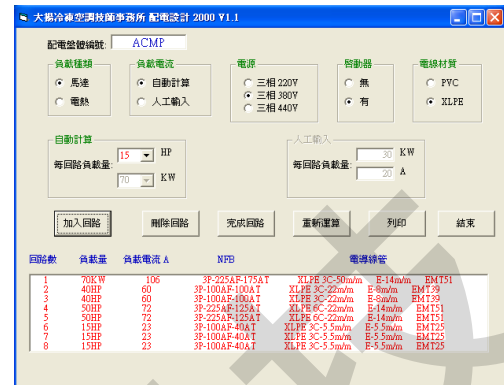 大揚冷凍空調技師事務所 配電設計 2000 V1.1
配電盤鍍編號: ACMP
負載種類 負載電流 電源 啓動器 電線材質
馬達 自動計算 三相 220V 無 PVC
三相 380V
電熱 人工輸入 三相 440V 有 XLPE
自動計算 人工輸入
每回路負載量: 15 HP 每回路負載量: 30 KW
70 KW 20 A
加入回路 刪除回路 完成回路 重新運算 列印 結束
回路數 負載量 負載電流 A NFB 電導線管
1 70KW 106 3P-225AF-175AT XLPE 3C-50m/m E-14m/m EMT51
2 40HP 60 3P-100AF-100AT XLPE 3C-22m/m E-8m/m EMT39
3 40HP 60 3P-100AF-100AT XLPE 3C-22m/m E-8m/m EMT39
4 50HP 72 3P-225AF-125AT XLPE 6C-22m/m E-14m/m EMT51
5 50HP 72 3P-225AF-125AT XLPE 6C-22m/m E-14m/m EMT51
6 15HP 23 3P-100AF-40AT XLPE 3C-5.5m/m E-5.5m/m EMT25
7 15HP 23 3P-100AF-40AT XLPE 3C-5.5m/m E-5.5m/m EMT25
8 15HP 23 3P-100AF-40AT XLPE 3C-5.5m/m E-5.5m/m EMT25